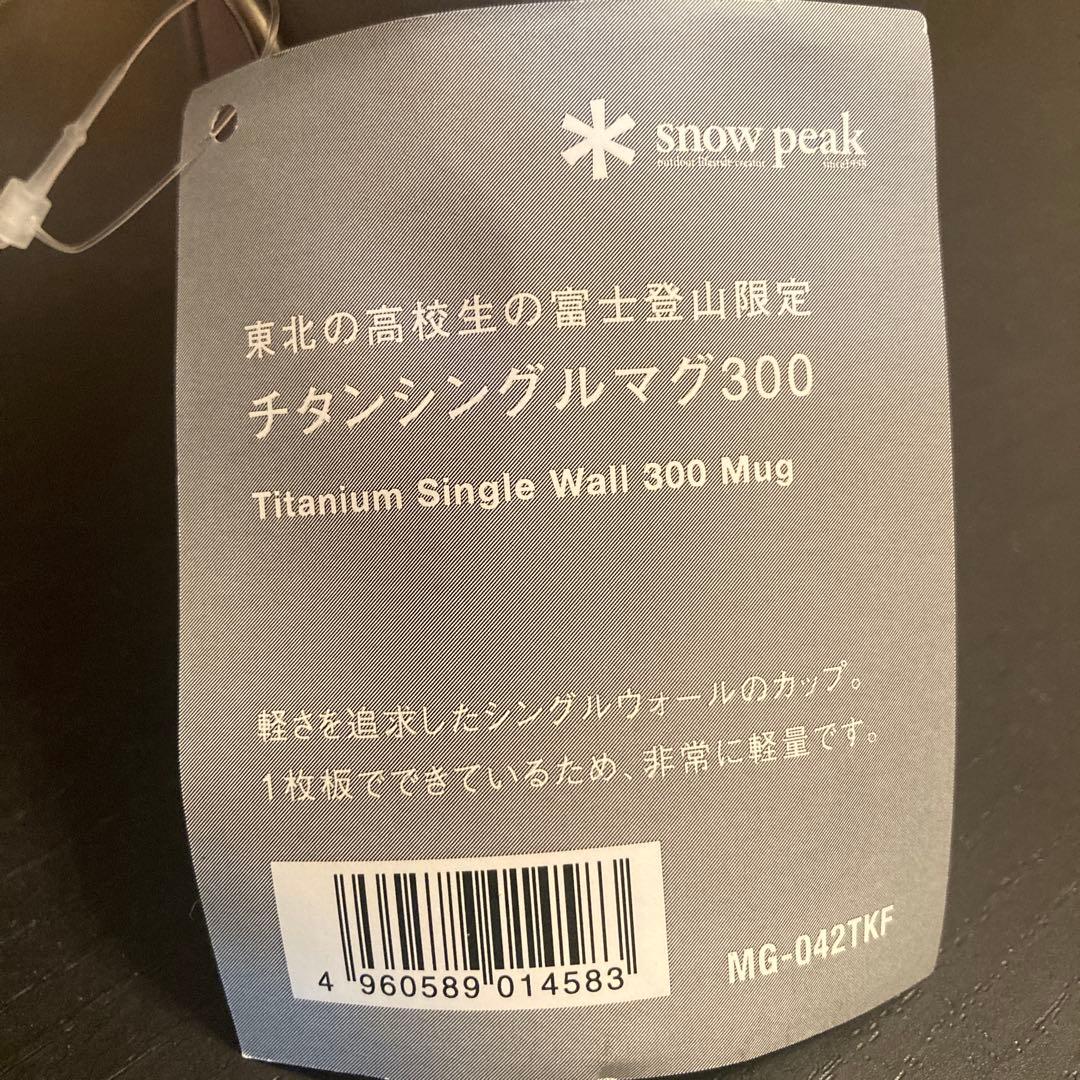 snow peak
東北の高校生の富士登山限定
チタンシングルマグ300
Titanium Single Wall 300 Mug
軽さを追求したシングルウォールのカップ。
1枚板でできているため、非常に軽量です。
4 960589 014583
MG-042TKF